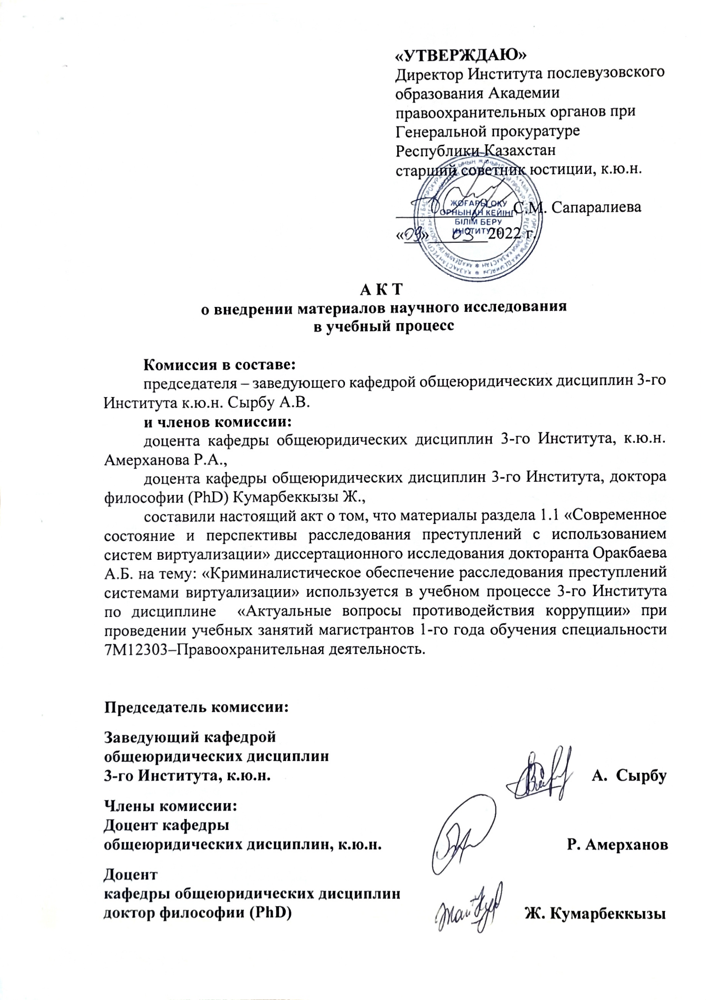 «УТВЕРЖДАЮ»
Директор Института послевузовского
образования Академии
правоохранительных органов при
Генеральной прокуратуре
Республики Казахстан
старший советник юстиции, к.ю.н.
ЖОҒАРЫ ОҚУ
ОРНЫНАН КЕЙІНГІ
БІЛІМ БЕРУ
ИНСТИТУТЫ
С.М. Сапаралиева
«09» 03 2022 г.
А К Т
о внедрении материалов научного исследования
в учебный процесс
Комиссия в составе:
председателя – заведующего кафедрой общеюридических дисциплин 3-го
Института к.ю.н. Сырбу А.В.
и членов комиссии:
доцента кафедры общеюридических дисциплин 3-го Института, к.ю.н.
Амерханова Р.А.,
доцента кафедры общеюридических дисциплин 3-го Института, доктора
философии (PhD) Кумарбеккызы Ж.,
составили настоящий акт о том, что материалы раздела 1.1 «Современное
состояние и перспективы расследования преступлений с использованием
систем виртуализации» диссертационного исследования докторанта Оракбаева
А.Б. на тему: «Криминалистическое обеспечение расследования преступлений
системами виртуализации» используется в учебном процессе 3-го Института
по дисциплине «Актуальные вопросы противодействия коррупции» при
проведении учебных занятий магистрантов 1-го года обучения специальности
7М12303–Правоохранительная деятельность.
Председатель комиссии:
Заведующий кафедрой
общеюридических дисциплин
3-го Института, к.ю.н. А. Сырбу
Члены комиссии:
Доцент кафедры
общеюридических дисциплин, к.ю.н. Р. Амерханов
Доцент
кафедры общеюридических дисциплин
доктор философии (PhD) Ж. Кумарбеккызы